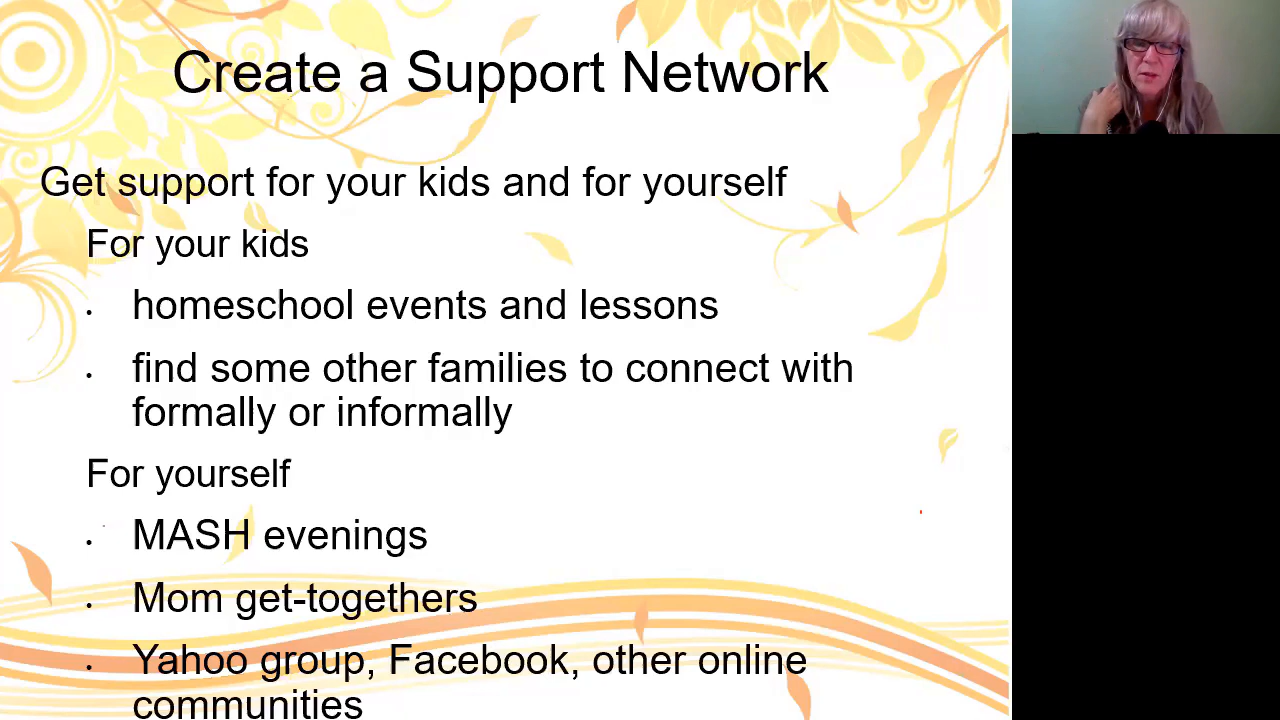 Create a Support Network
Get support for your kids and for yourself
For your kids
• homeschool events and lessons
• find some other families to connect with
formally or informally
For yourself
• MASH evenings
• Mom get-togethers
• Yahoo group, Facebook, other online
communities